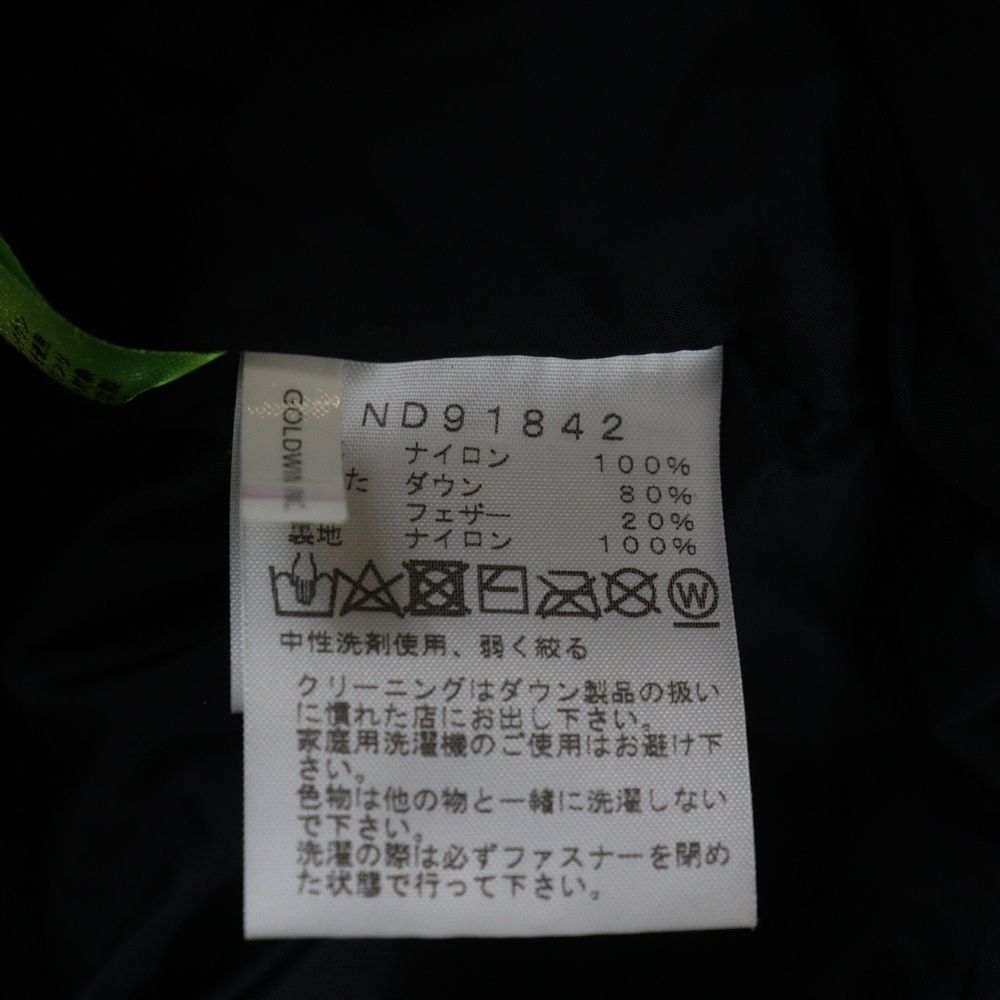 GOLDWIN INC
ND91842
ナイロン 100%
た ダウン 80%
フェザー 20%
裏地 ナイロン 100%
W
中性洗剤使用、弱く絞る
クリーニングはダウン製品の扱い
に慣れた店にお出し下さい。
家庭用洗濯機のご使用はお避け下
さい。
色物は他の物と一緒に洗濯しない
で下さい。
洗濯の際は必ずファスナーを閉め
た状態で行って下さい。